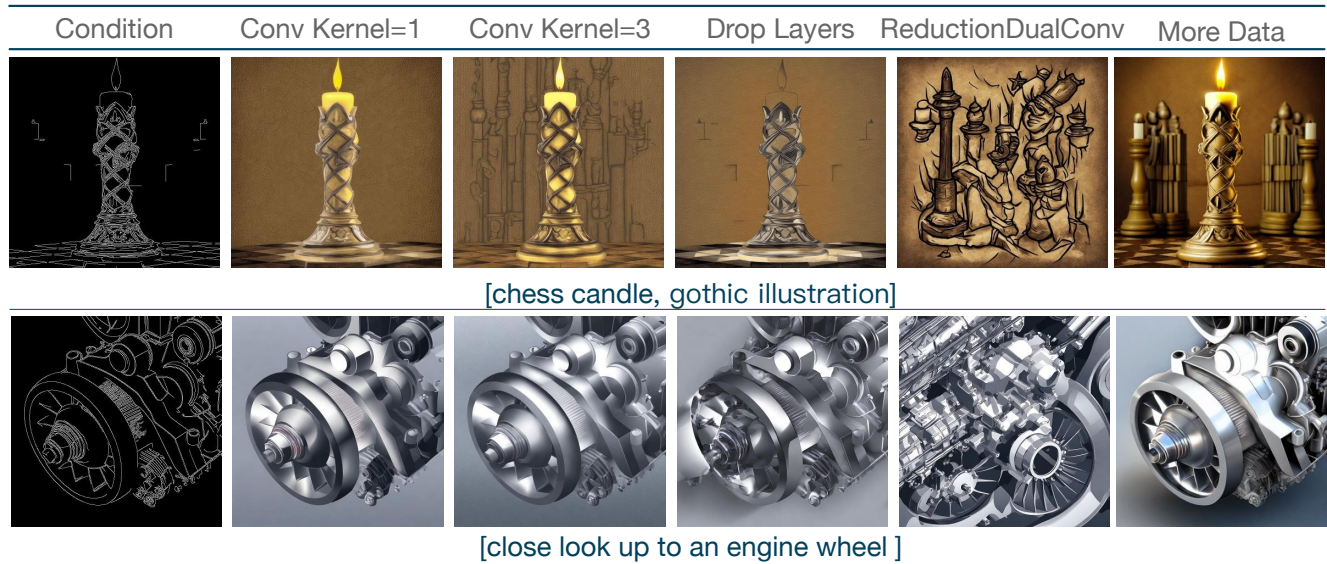 Condition Conv Kernel=1 Conv Kernel=3 Drop Layers ReductionDualConv More Data
[chess candle, gothic illustration]
[close look up to an engine wheel ]